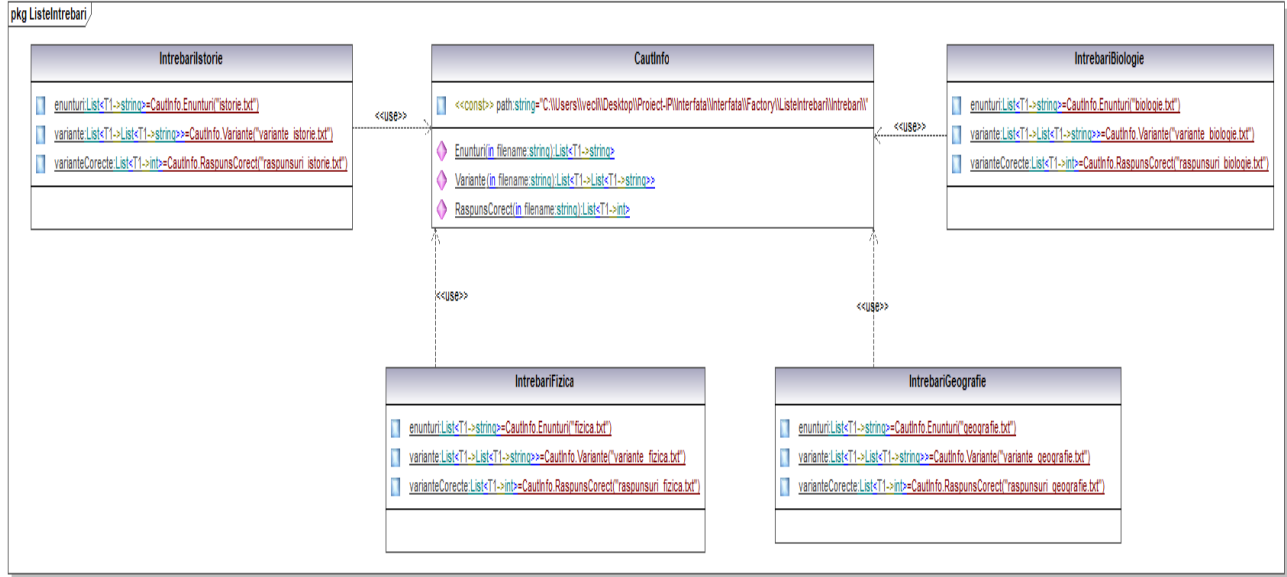 pkg ListeIntrebari
IntrebariIstorie
enunturi:List<T1->string>=CautInfo.Enunturi("istorie.txt")
variante:List<T1->List<T1->string>>=CautInfo.Variante("variante_istorie.txt")
varianteCorecte:List<T1->int>=CautInfo.RaspunsCorect("raspunsuri_istorie.txt")
<<use>>
CautInfo
<<const>> path:string="C:\\Users\\vecli\\Desktop\\Proiect-IP\\Interfata\\Interfata\\Factory\\ListeIntrebari\\Intrebari\\"
Enunturi(in filename:string):List<T1->string>
Variante(in filename:string):List<T1->List<T1->string>>
RaspunsCorect(in filename:string):List<T1->int>
<<use>>
IntrebariBiologie
enunturi:List<T1->string>=CautInfo.Enunturi("biologie.txt")
variante:List<T1->List<T1->string>>=CautInfo.Variante("variante_biologie.txt")
varianteCorecte:List<T1->int>=CautInfo.RaspunsCorect("raspunsuri_biologie.txt")
<<use>>
<<use>>
IntrebariFizica
enunturi:List<T1->string>=CautInfo.Enunturi("fizica.txt")
variante:List<T1->List<T1->string>>=CautInfo.Variante("variante_fizica.txt")
varianteCorecte:List<T1->int>=CautInfo.RaspunsCorect("raspunsuri_fizica.txt")
IntrebariGeografie
enunturi:List<T1->string>=CautInfo.Enunturi("geografie.txt")
variante:List<T1->List<T1->string>>=CautInfo.Variante("variante_geografie.txt")
varianteCorecte:List<T1->int>=CautInfo.RaspunsCorect("raspunsuri_geografie.txt")